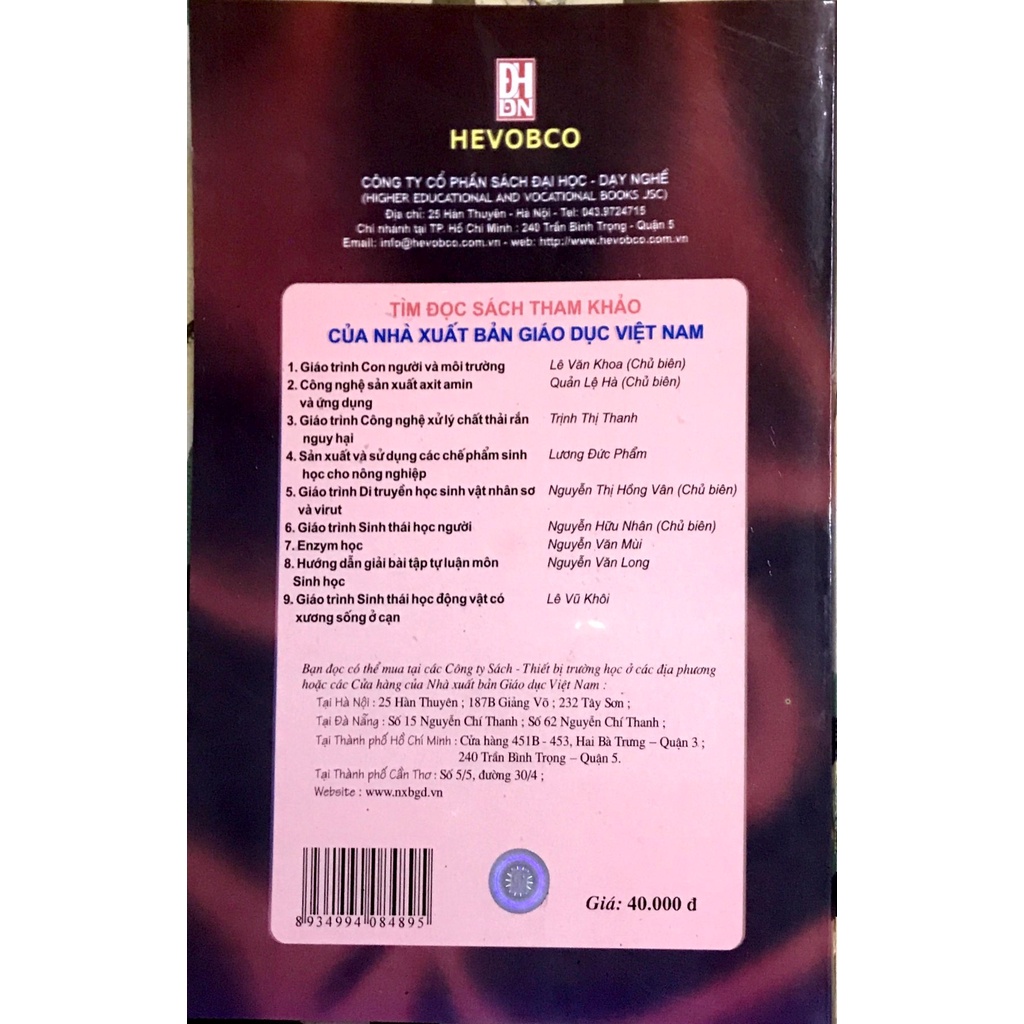 ĐH
DN
HEVOBCO
CÔNG TY CỔ PHẦN SÁCH ĐẠI HỌC - DẠY NGHỀ
(HIGHER EDUCATIONAL AND VOCATIONAL BOOKS JSC)
Địa chỉ: 25 Hàn Thuyên - Hà Nội - Tel: 043.9724715
Chi nhánh tại TP. Hồ Chí Minh : 240 Trần Bình Trọng - Quận 5
Email: info@hevobco.com.vn - web: http://www.hevobco.com.vn
TÌM ĐỌC SÁCH THAM KHẢO
CỦA NHÀ XUẤT BẢN GIÁO DỤC VIỆT NAM
1. Giáo trình Con người và môi trường Lê Văn Khoa (Chủ biên)
2. Công nghệ sản xuất axit amin Quản Lệ Hà (Chủ biên)
và ứng dụng
3. Giáo trình Công nghệ xử lý chất thải rắn Trịnh Thị Thanh
nguy hại
4. Sản xuất và sử dụng các chế phẩm sinh Lương Đức Phẩm
học cho nông nghiệp
5. Giáo trình Di truyền học sinh vật nhân sơ Nguyễn Thị Hồng Vân (Chủ biên)
và virut
6. Giáo trình Sinh thái học người Nguyễn Hữu Nhân (Chủ biên)
7. Enzym học Nguyễn Văn Mùi
8. Hướng dẫn giải bài tập tự luận môn Nguyễn Văn Long
Sinh học
9. Giáo trình Sinh thái học động vật có Lê Vũ Khôi
xương sống ở cạn
Bạn đọc có thể mua tại các Công ty Sách - Thiết bị trường học ở các địa phương
hoặc các Cửa hàng của Nhà xuất bản Giáo dục Việt Nam :
Tại Hà Nội : 25 Hàn Thuyên ; 187B Giảng Võ ; 232 Tây Sơn ;
Tại Đà Nẵng : Số 15 Nguyễn Chí Thanh ; Số 62 Nguyễn Chí Thanh ;
Tại Thành phố Hồ Chí Minh : Cửa hàng 451B - 453, Hai Bà Trưng – Quận 3 ;
240 Trần Bình Trọng – Quận 5.
Tại Thành phố Cần Thơ : Số 5/5, đường 30/4 ;
Website : www.nxbgd.vn
8 934994 084895
Giá: 40.000 đ